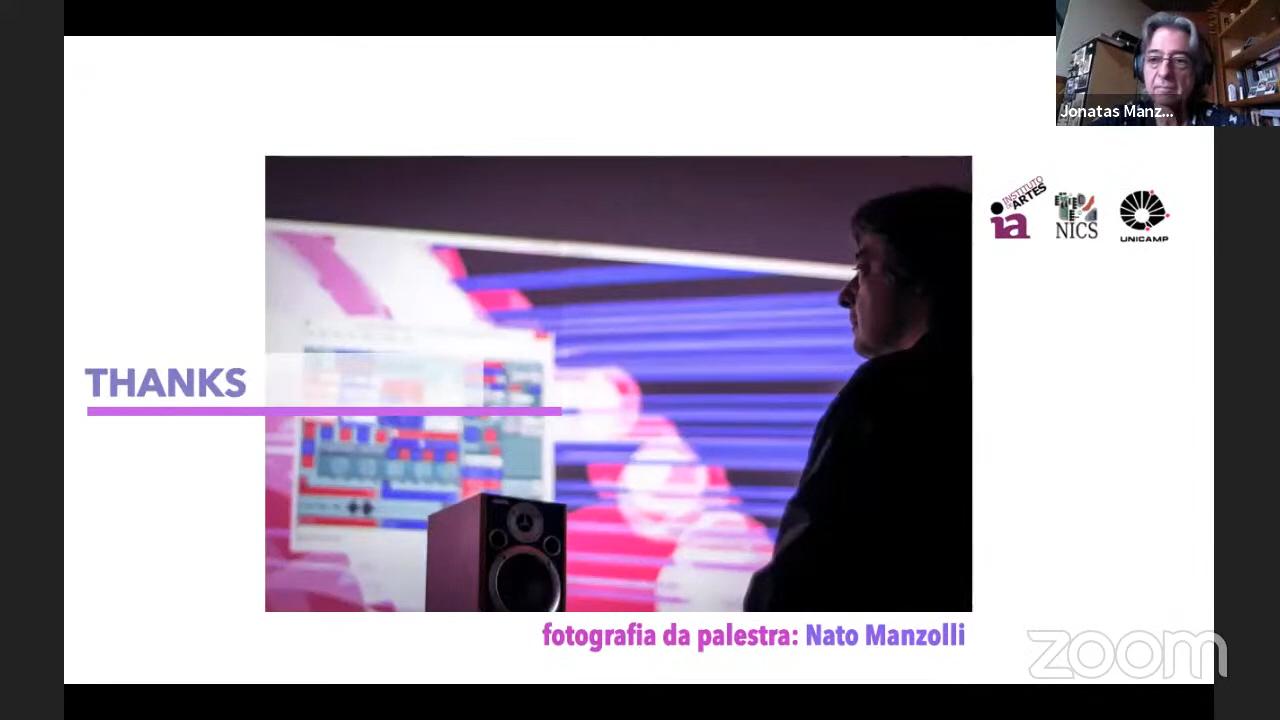 Jonatas Manz...
INSTITUTO
ARTES
ia
NICS
UNICAMP
THANKS
fotografia da palestra: Nato Manzolli
zoom